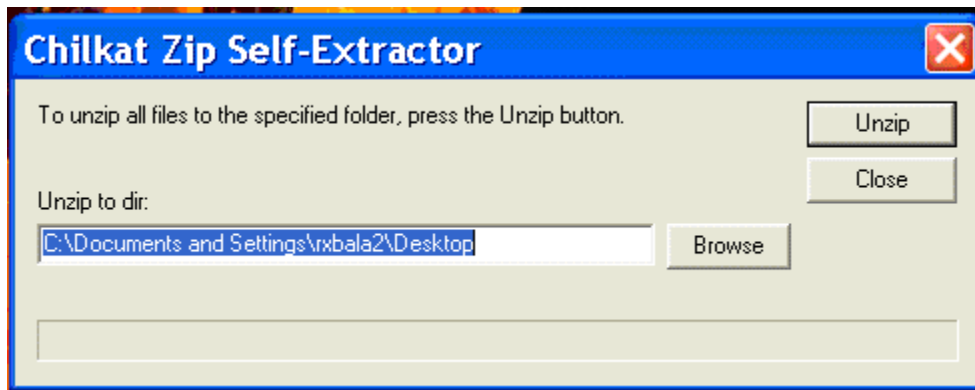 Chilkat Zip Self-Extractor
To unzip all files to the specified folder, press the Unzip button.
Unzip
Close
Unzip to dir:
C:\Documents and Settings\rxbala2\Desktop
Browse